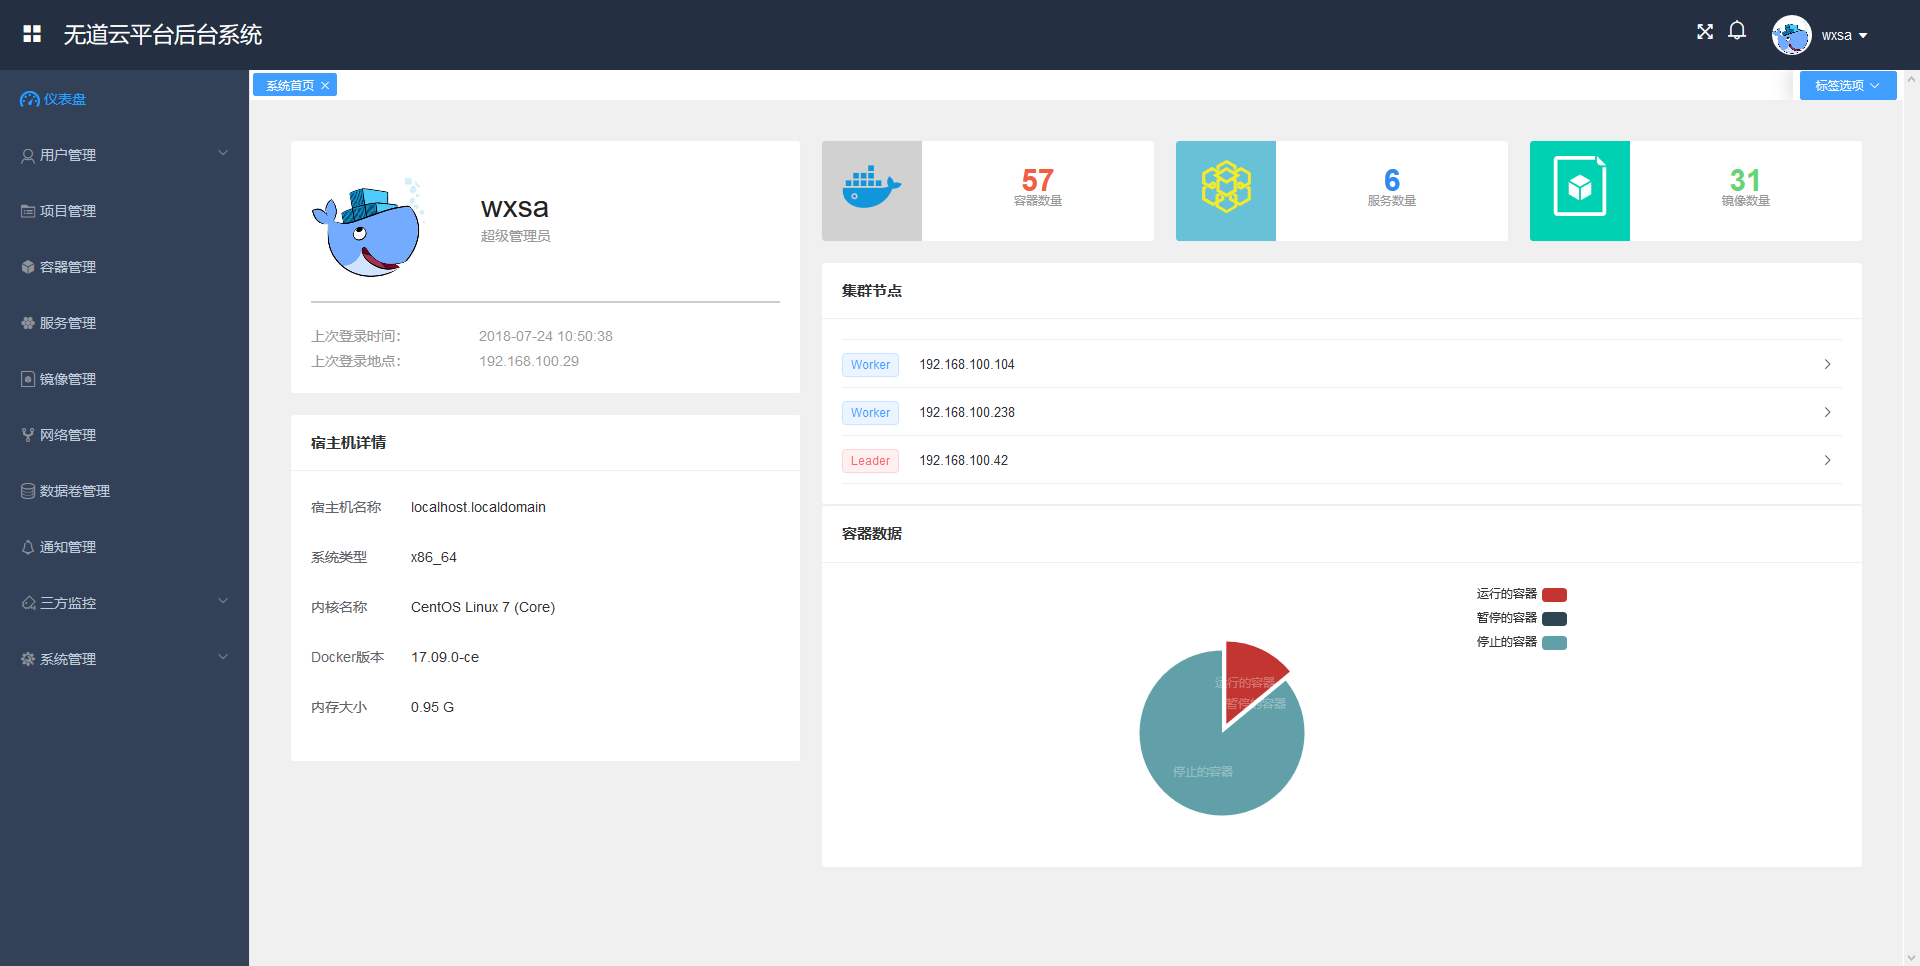 无道云平台后台系统
wxsa
仪表盘
用户管理
项目管理
容器管理
服务管理
镜像管理
网络管理
数据卷管理
通知管理
三方监控
系统管理
系统首页
标签选项
wxsa
超级管理员
上次登录时间: 2018-07-24 10:50:38
上次登录地点: 192.168.100.29
宿主机详情
宿主机名称 localhost.localdomain
系统类型 x86_64
内核名称 CentOS Linux 7 (Core)
Docker版本 17.09.0-ce
内存大小 0.95 G
57
容器数量
6
服务数量
31
镜像数量
集群节点
Worker 192.168.100.104
Worker 192.168.100.238
Leader 192.168.100.42
容器数据
运行的容器
暂停的容器
停止的容器
运行的容器
暂停的容器
停止的容器